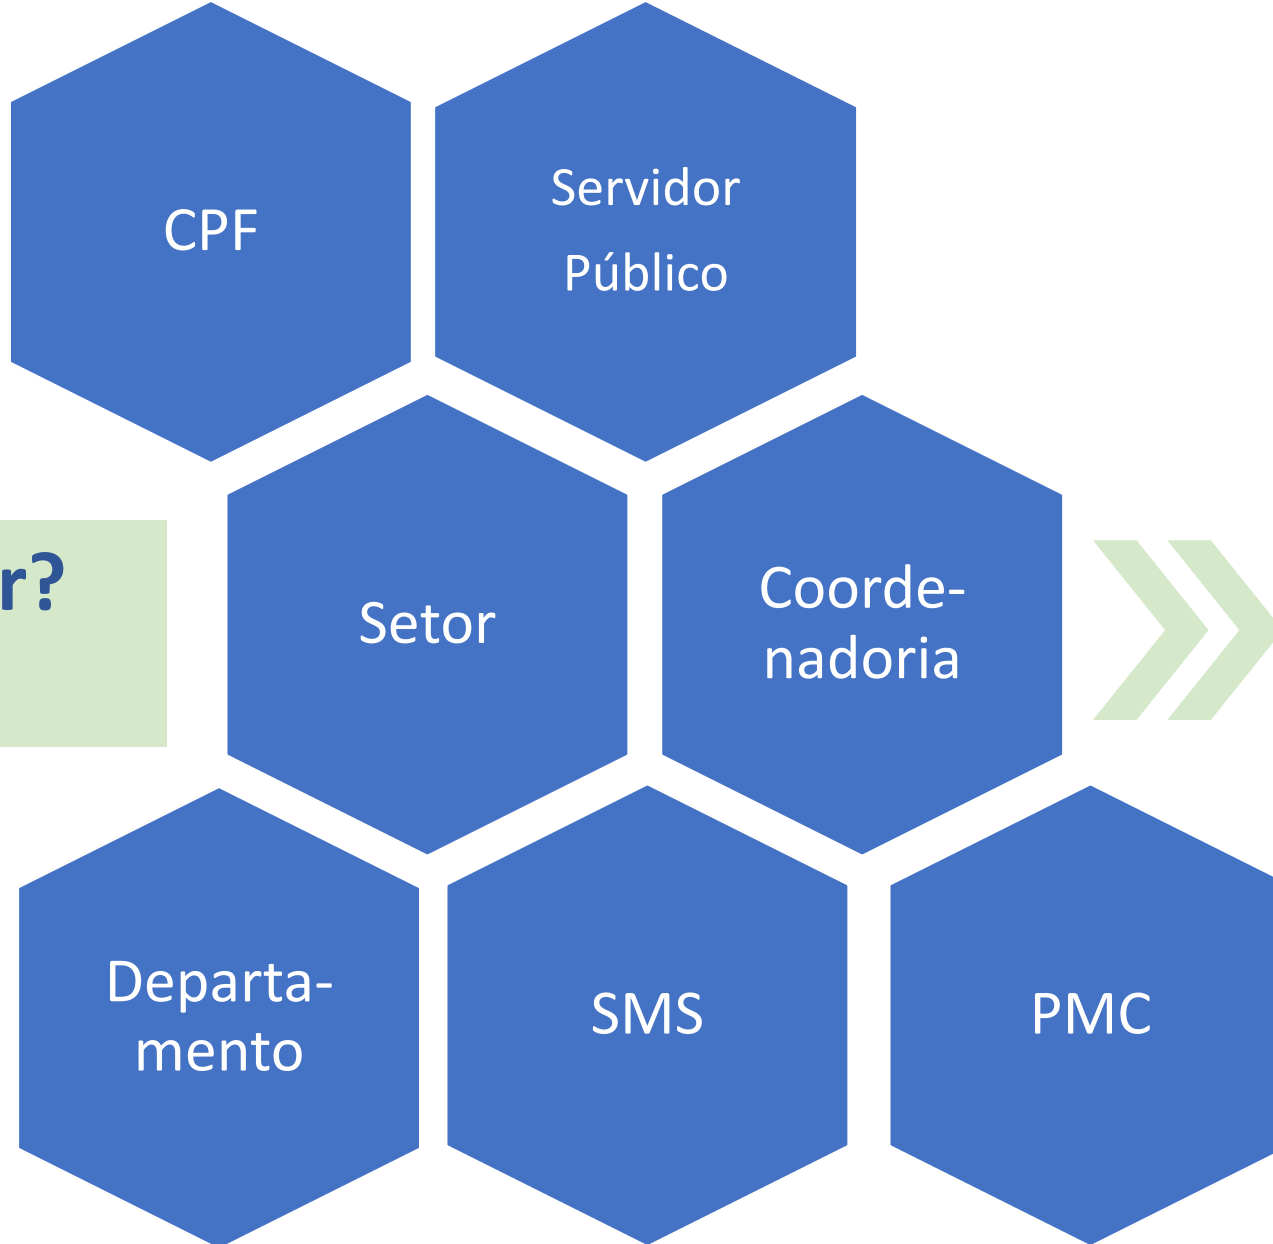 CPF
Servidor
Público
r?
Setor
Coorde-
nadoria
Departa-
mento
SMS
PMC